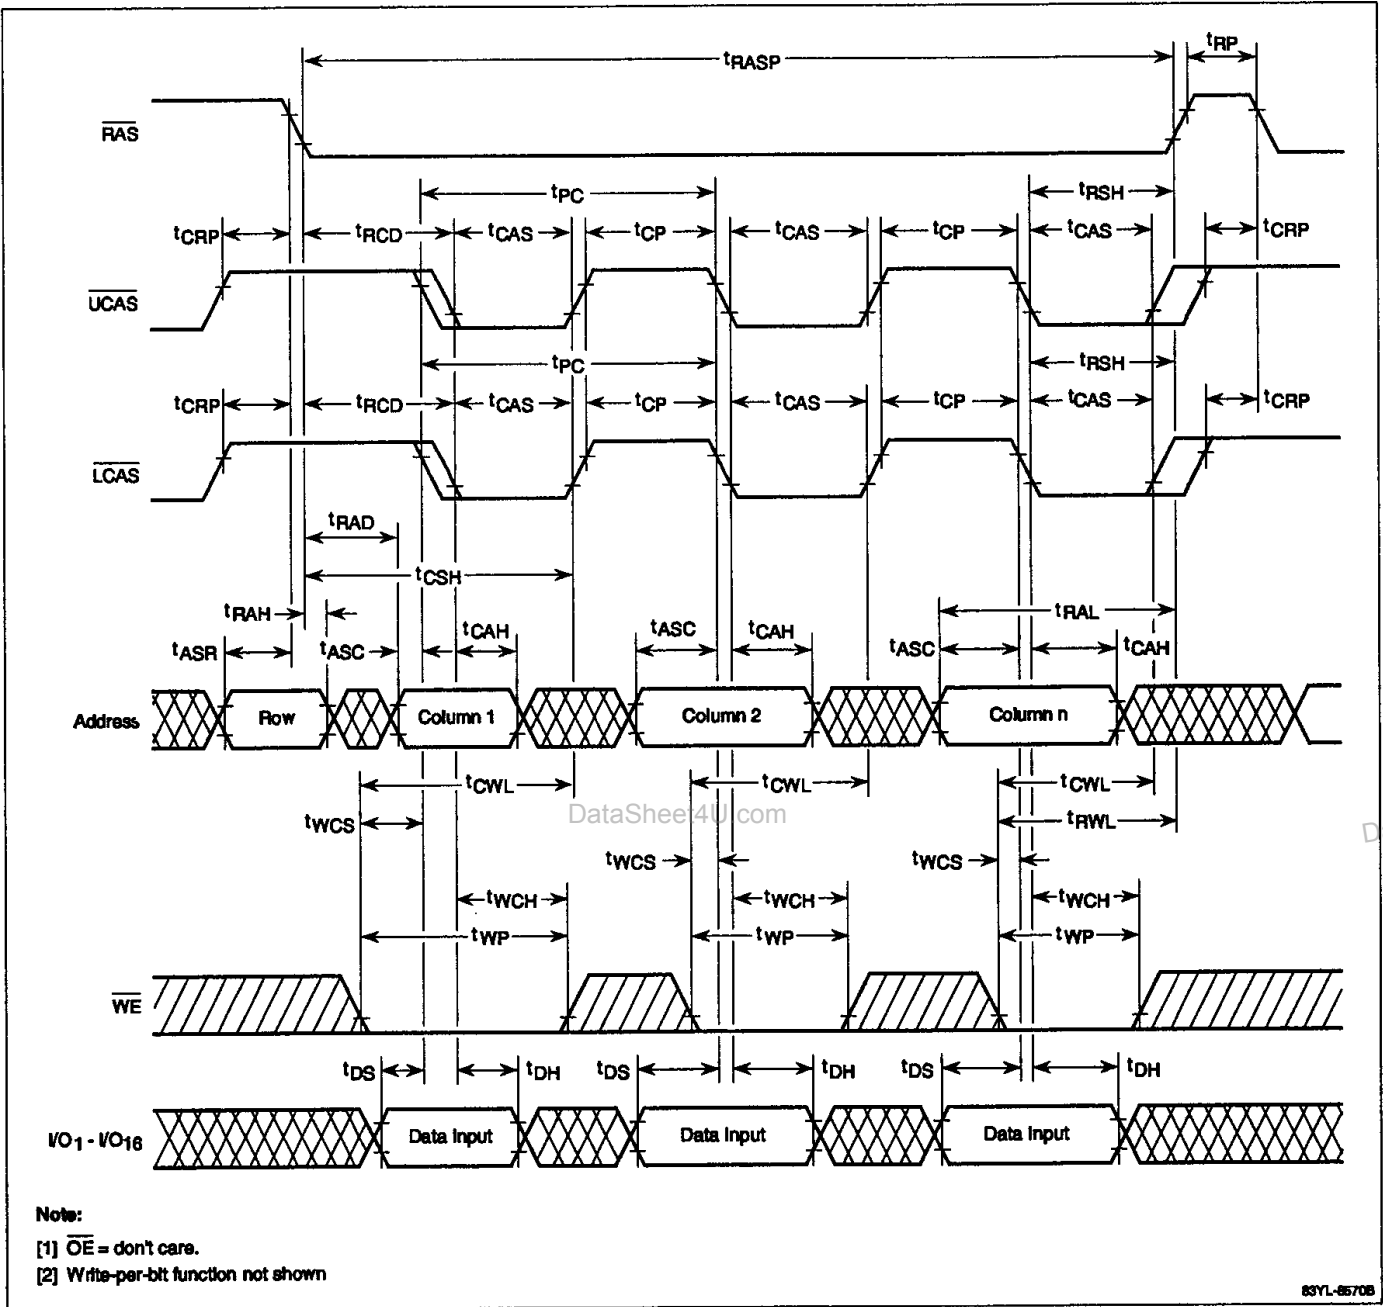 tRASP tRP
RAS
tPC tRSH
tCRP tRCD tCAS tCP tCAS tCP tCAS tCRP
UCAS
tPC tRSH
tCRP tRCD tCAS tCP tCAS tCP tCAS tCRP
LCAS
tRAD
tCSH
tRAH tRAL
tASR tASC tCAH tASC tCAH tASC tCAH
Address Row Column 1 Column 2 Column n
tCWL tCWL tCWL
DataSheet4U.com
tWCS tRWL
D
tWCS tWCS
tWCH tWCH tWCH
tWP tWP tWP
WE
tDS tDH tDS tDH tDS tDH
I/O1 - I/O16 Data Input Data Input Data Input
Note:
[1] OE = don't care.
[2] Write-per-bit function not shown
83YL-8570B